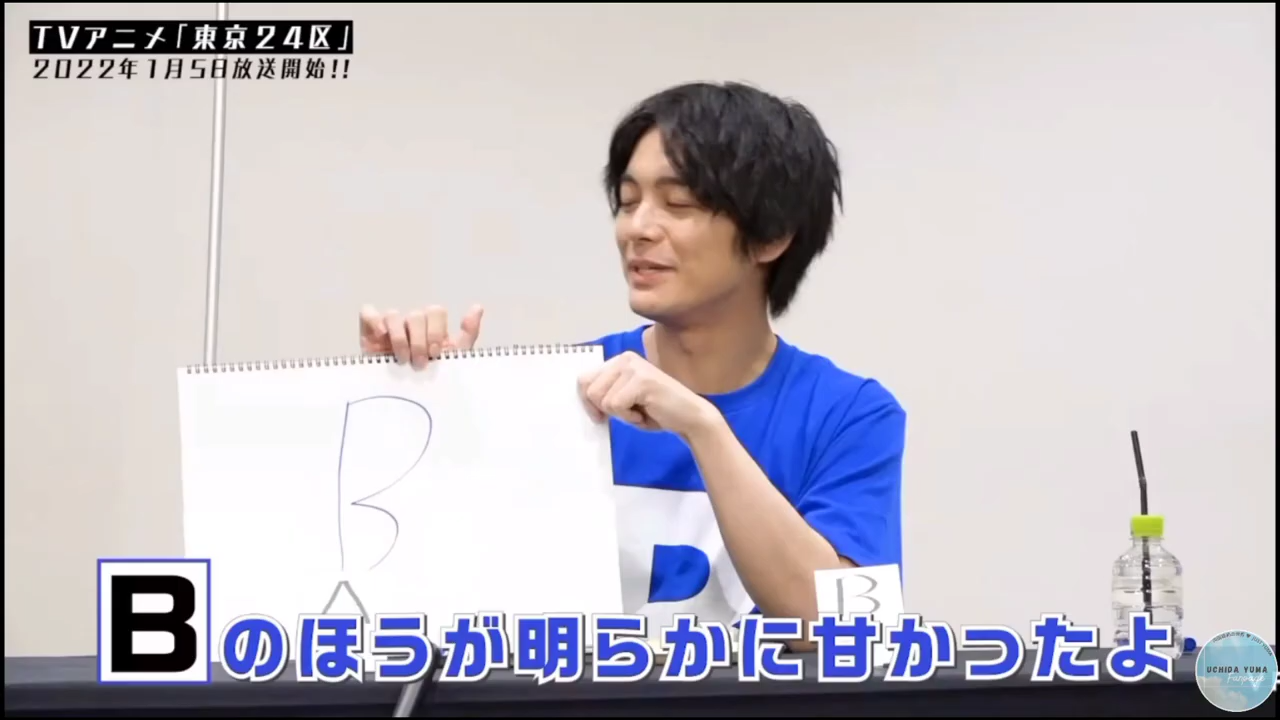 TVアニメ「東京24区」
2022年1月5日放送開始!!
B
B
Bのほうが明らかに甘かったよ
UCHIDA YUMA
Fanpage